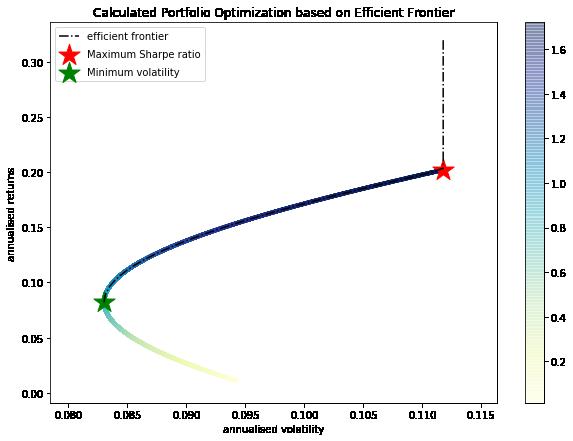 Calculated Portfolio Optimization based on Efficient Frontier
efficient frontier
Maximum Sharpe ratio
Minimum volatility
0.30
0.25
0.20
0.15
0.10
0.05
0.00
annualised returns
0.080 0.085 0.090 0.095 0.100 0.105 0.110 0.115
annualised volatility
1.6
1.4
1.2
1.0
0.8
0.6
0.4
0.2